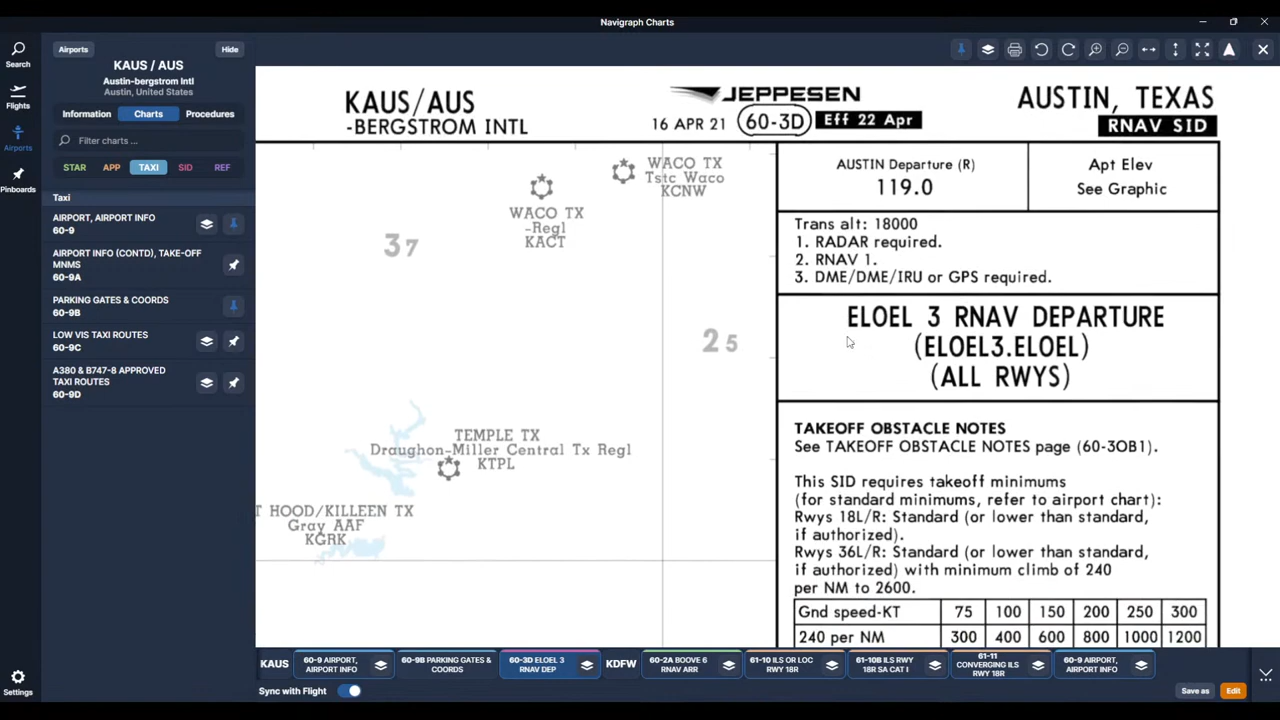 Navigraph Charts
Search
Flights
Airports
Pinboards
Settings
Airports
Hide
KAUS / AUS
Austin-bergstrom Intl
Austin, United States
Information
Charts
Procedures
Filter charts ...
STAR
APP
TAXI
SID
REF
Taxi
AIRPORT, AIRPORT INFO
60-9
AIRPORT INFO (CONTD), TAKE-OFF
MNMS
60-9A
PARKING GATES & COORDS
60-9B
LOW VIS TAXI ROUTES
60-9C
A380 & B747-8 APPROVED
TAXI ROUTES
60-9D
KAUS/AUS
-BERGSTROM INTL
JEPPESEN
16 APR 21
60-3D
Eff 22 Apr
AUSTIN, TEXAS
RNAV SID
WACO TX
Tstc Waco
KCNW
WACO TX
-Regl
KACT
37
25
TEMPLE TX
Draughon-Miller Central Tx Regl
KTPL
T HOOD/KILLEEN TX
Gray AAF
KGRK
AUSTIN Departure (R)
119.0
Apt Elev
See Graphic
Trans alt: 18000
1. RADAR required.
2. RNAV 1.
3. DME/DME/IRU or GPS required.
ELOEL 3 RNAV DEPARTURE
(ELOEL3.ELOEL)
(ALL RWYS)
TAKEOFF OBSTACLE NOTES
See TAKEOFF OBSTACLE NOTES page (60-3OB1).
This SID requires takeoff minimums
(for standard minimums, refer to airport chart):
Rwys 18L/R: Standard (or lower than standard,
if authorized).
Rwys 36L/R: Standard (or lower than standard,
if authorized) with minimum climb of 240
per NM to 2600.
Gnd speed-KT 75 100 150 200 250 300
240 per NM 300 400 600 800 1000 1200
KAUS
60-9 AIRPORT,
AIRPORT INFO
60-9B PARKING GATES &
COORDS
60-3D ELOEL 3
RNAV DEP
KDFW
60-2A BOOVE 6
RNAV ARR
61-10 ILS OR LOC
RWY 18R
61-10B ILS RWY
18R SA CAT I
61-11
CONVERGING ILS
RWY 18R
60-9 AIRPORT,
AIRPORT INFO
Sync with Flight
Save as
Edit